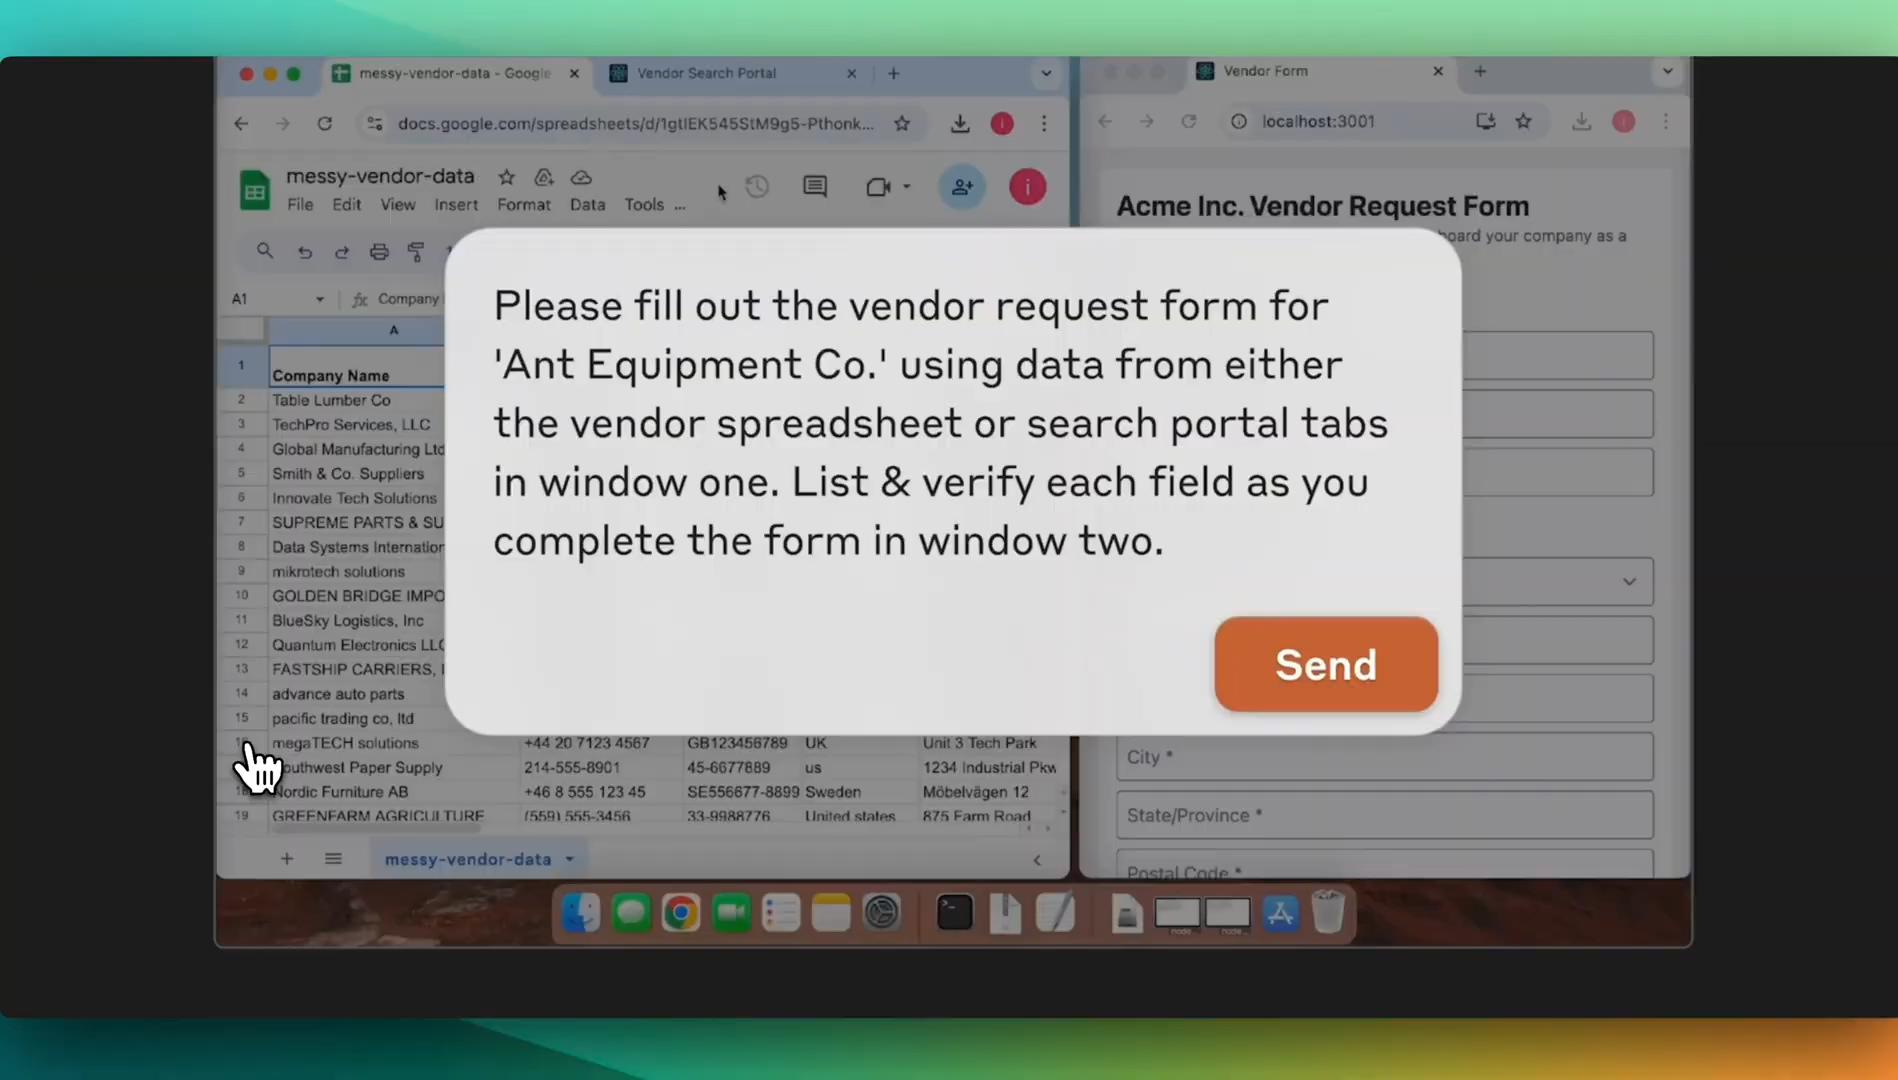 messy-vendor-data - Google
Vendor Search Portal
Vendor Form
docs.google.com/spreadsheets/d/1gtIEK545StM9g5-Pthonk...
localhost:3001
messy-vendor-data
File Edit View Insert Format Data Tools ...
i
Acme Inc. Vendor Request Form
board your company as a
A1
fx Company
A
1 Company Name
2 Table Lumber Co
3 TechPro Services, LLC
4 Global Manufacturing Ltd
5 Smith & Co. Suppliers
6 Innovate Tech Solutions
7 SUPREME PARTS & SU
8 Data Systems Internation
9 mikrotech solutions
10 GOLDEN BRIDGE IMPO
11 BlueSky Logistics, Inc
12 Quantum Electronics LLC
13 FASTSHIP CARRIERS, I
14 advance auto parts
15 pacific trading co, ltd
megaTECH solutions +44 20 7123 4567 GB123456789 UK Unit 3 Tech Park
outhwest Paper Supply 214-555-8901 45-6677889 us 1234 Industrial Pkw
Nordic Furniture AB +46 8 555 123 45 SE556677-8899 Sweden Möbelvägen 12
19 GREENFARM AGRICULTURE (559) 555-3456 33-9988776 United states 875 Farm Road
messy-vendor-data
Please fill out the vendor request form for
'Ant Equipment Co.' using data from either
the vendor spreadsheet or search portal tabs
in window one. List & verify each field as you
complete the form in window two.
Send
City *
State/Province *
Postal Code *